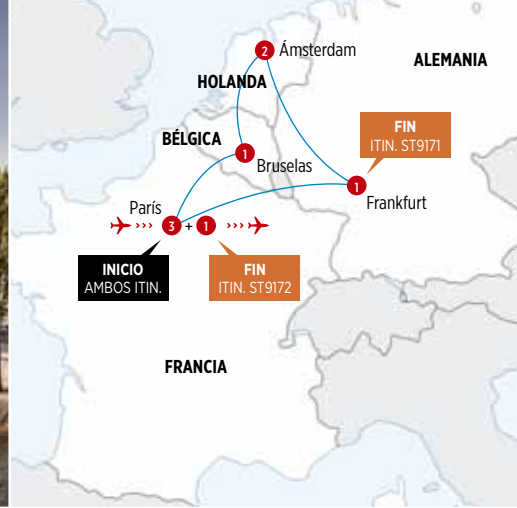 2 Ámsterdam
ALEMANIA
HOLANDA
FIN
ITIN. ST9171
BÉLGICA
1
Bruselas
1
Frankfurt
París
3 + 1
INICIO
AMBOS ITIN.
FIN
ITIN. ST9172
FRANCIA